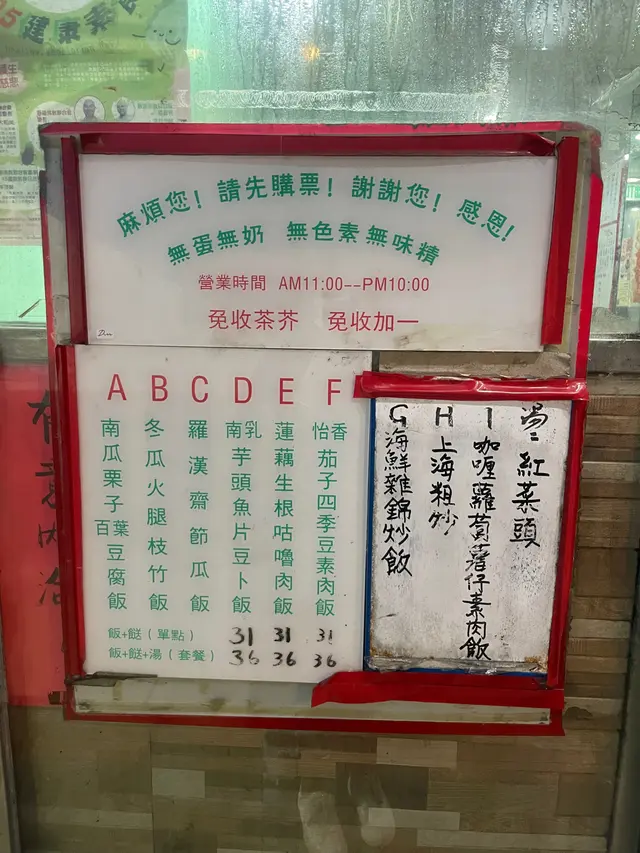 健康素
麻煩您！請先購票！謝謝您！感恩！
無蛋無奶 無色素無味精
營業時間 AM11:00--PM10:00
免收茶芥 免收加一
A
南瓜栗子百葉豆腐飯
B
冬瓜火腿枝竹飯
C
羅漢齋節瓜飯
D
南乳芋頭魚片豆卜飯
E
蓮藕生根咕嚕肉飯
F
怡香茄子四季豆素肉飯
飯+餸（單點） 31 31 31
飯+餸+湯（套餐） 36 36 36
湯：紅菜頭
I
咖喱蘿蔔薯仔素肉飯
H
上海粗炒
G
海鮮雜錦炒飯